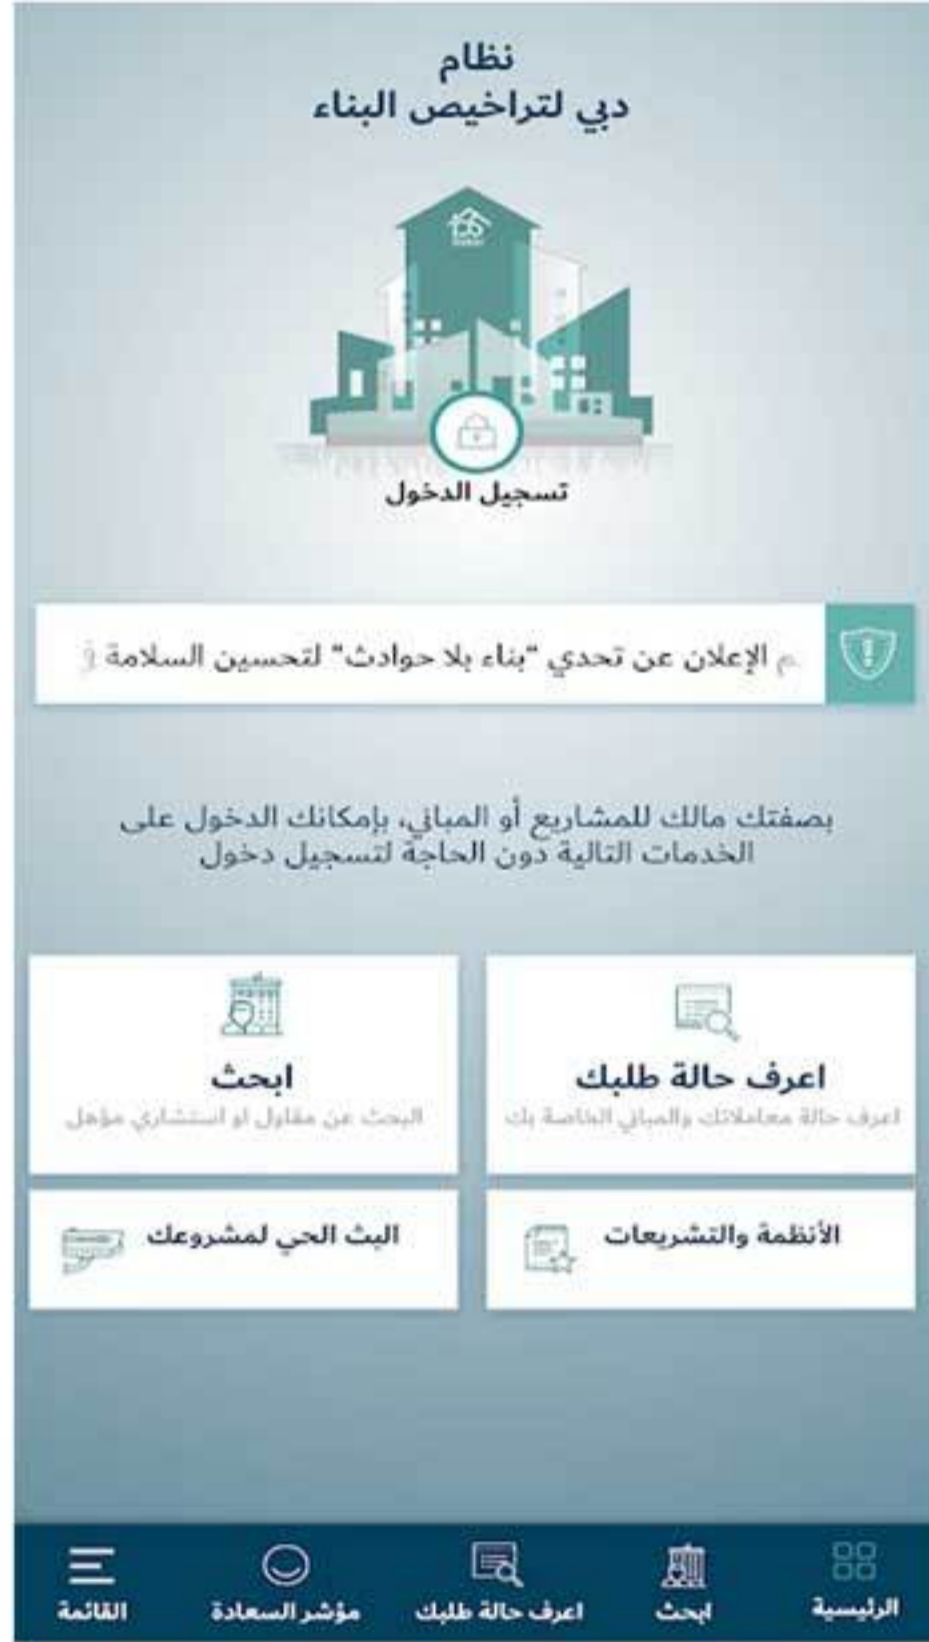 نظام
دبي لتراخيص البناء
تسجيل الدخول
الإعلان عن تحدي "بناء بلا حوادث" لتحسين السلامة
بصفتك مالك للمشاريع أو المباني، بإمكانك الدخول على
الخدمات التالية دون الحاجة لتسجيل دخول
اعرف حالة طلبك
اعرف حالة معاملاتك والمباني الخاصة بك
ابحث
البحث عن مقاول او استشاري مؤهل
الأنظمة والتشريعات
البث الحي لمشروعك
الرئيسية
ابحث
اعرف حالة طلبك
مؤشر السعادة
القائمة